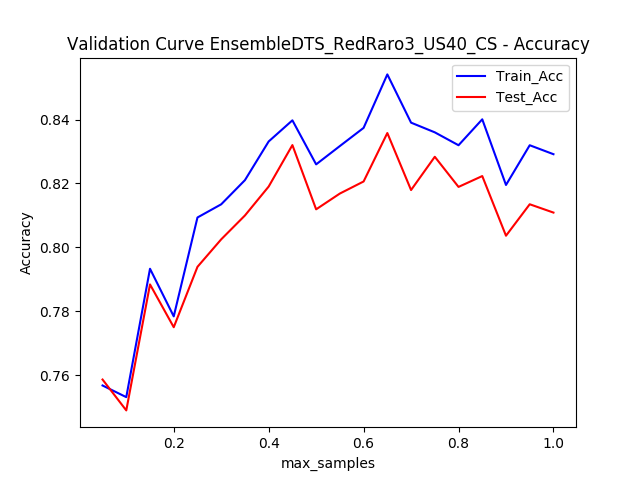 Validation Curve EnsembleDTS_RedRaro3_US40_CS - Accuracy
Train_Acc
Test_Acc
0.84
0.82
0.80
0.78
0.76
Accuracy
0.2
0.4
0.6
0.8
1.0
max_samples